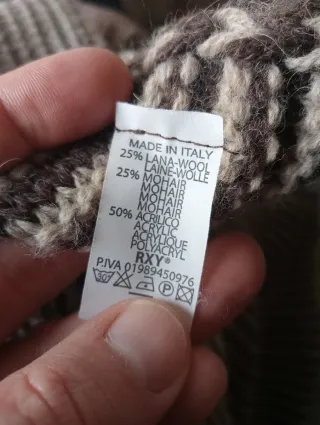 MADE IN ITALY
25% LANA-WOOL
LAINE-WOLLE
25% MOHAIR
MOHAIR
MOHAIR
MOHAIR
50% ACRILICO
ACRYLIC
ACRYLIQUE
POLYACRYL
RXY®
P.IVA 01989450976
30° P